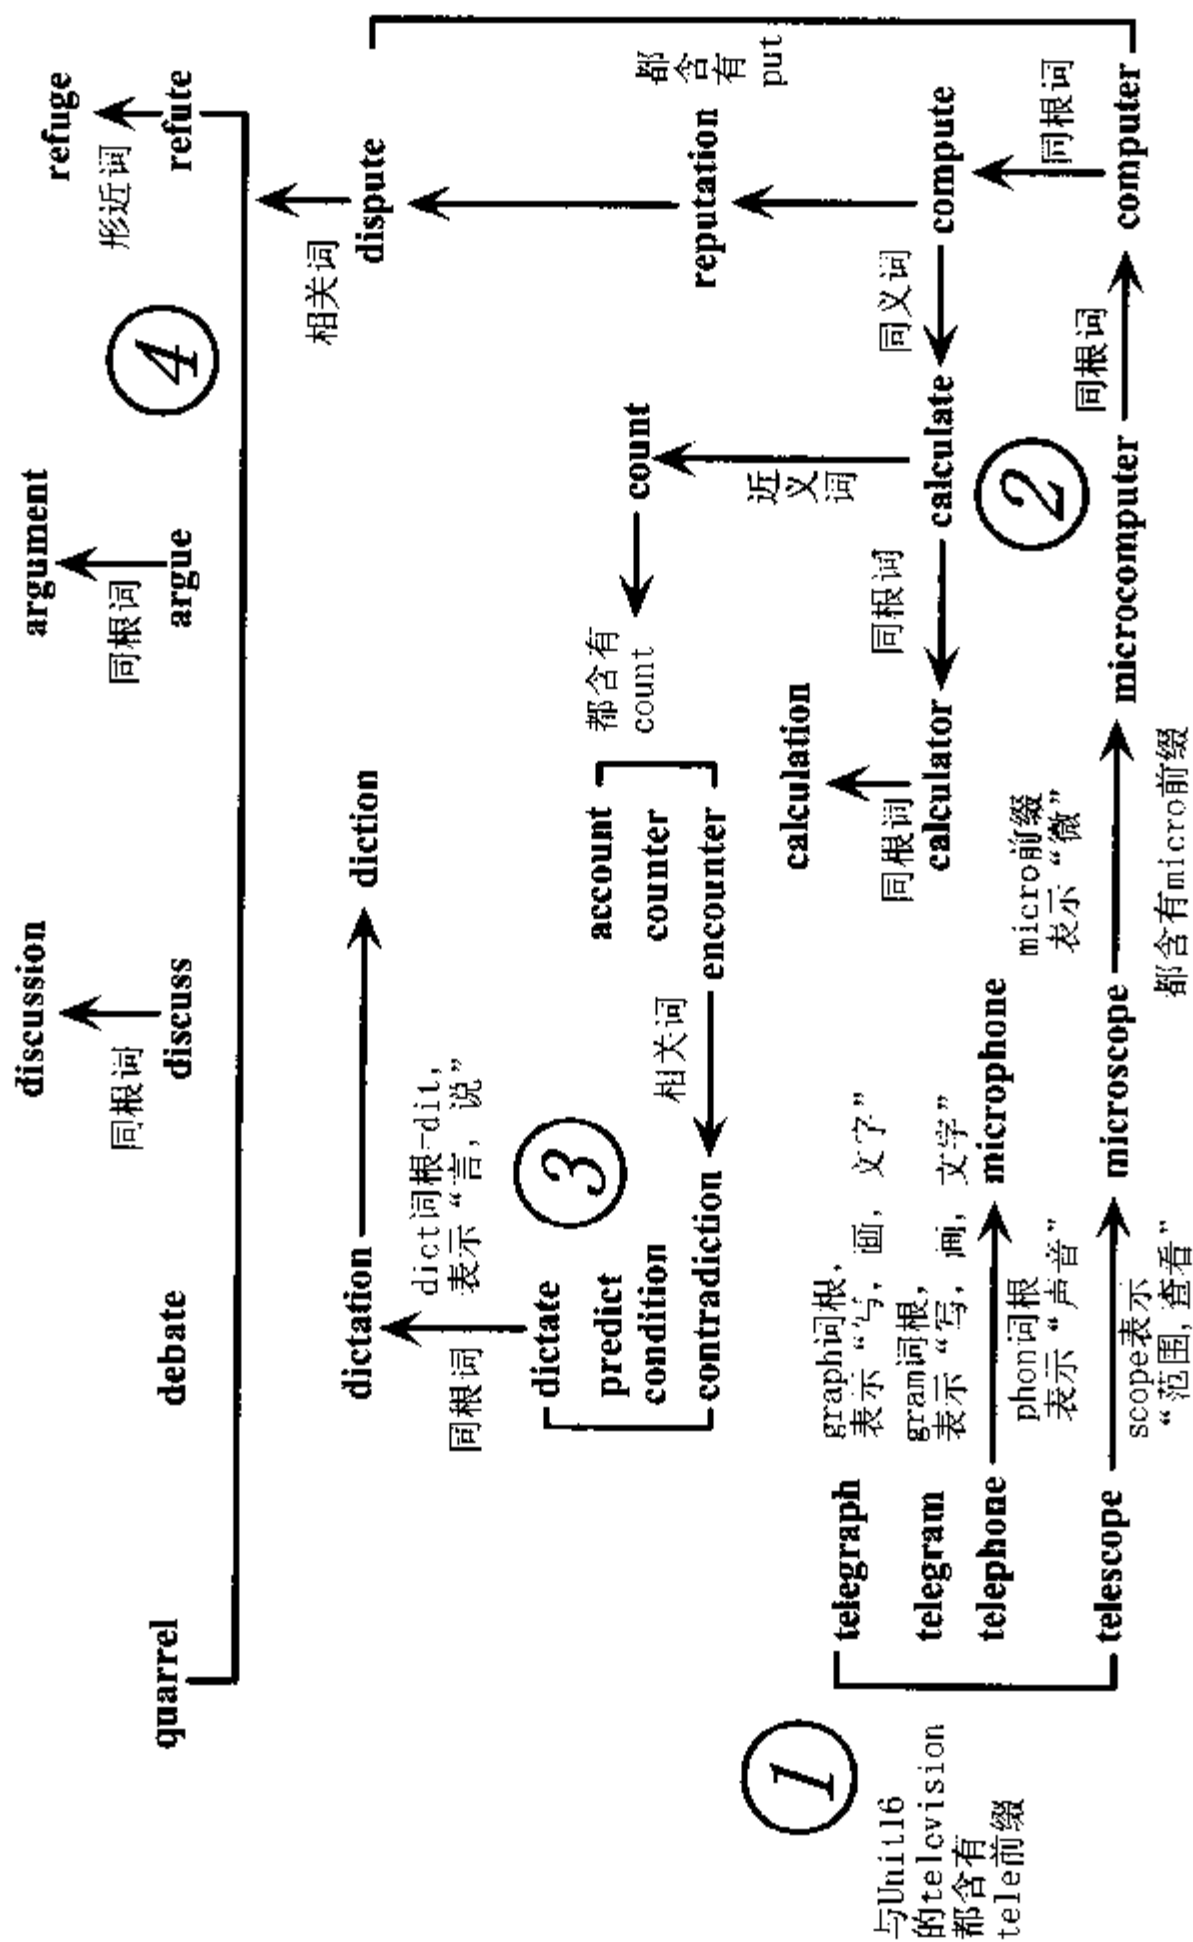 ①
与Unit16
的television
都含有
tele前缀
telegraph
graph词根,
表示“写, 画, 文字”
telegram
gram词根,
表示“写, 画, 文字”
telephone
phon词根
表示“声音”
microphone
telescope
scope表示
“范围, 查看”
microscope
micro前缀
表示“微”
都含有micro前缀
microcomputer
同根词
computer
②
同根词
compute
同义词
calculate
同根词
calculator
同根词
calculation
近义词
count
都含有
count
account
counter
encounter
相关词
③
contradiction
condition
predict
dictate
dict词根-dit,
表示“言, 说”
同根词
dictation
diction
reputation
都含有
put
dispute
相关词
④
quarrel
debate
discuss
同根词
discussion
argue
同根词
argument
refute
形近词
refuge